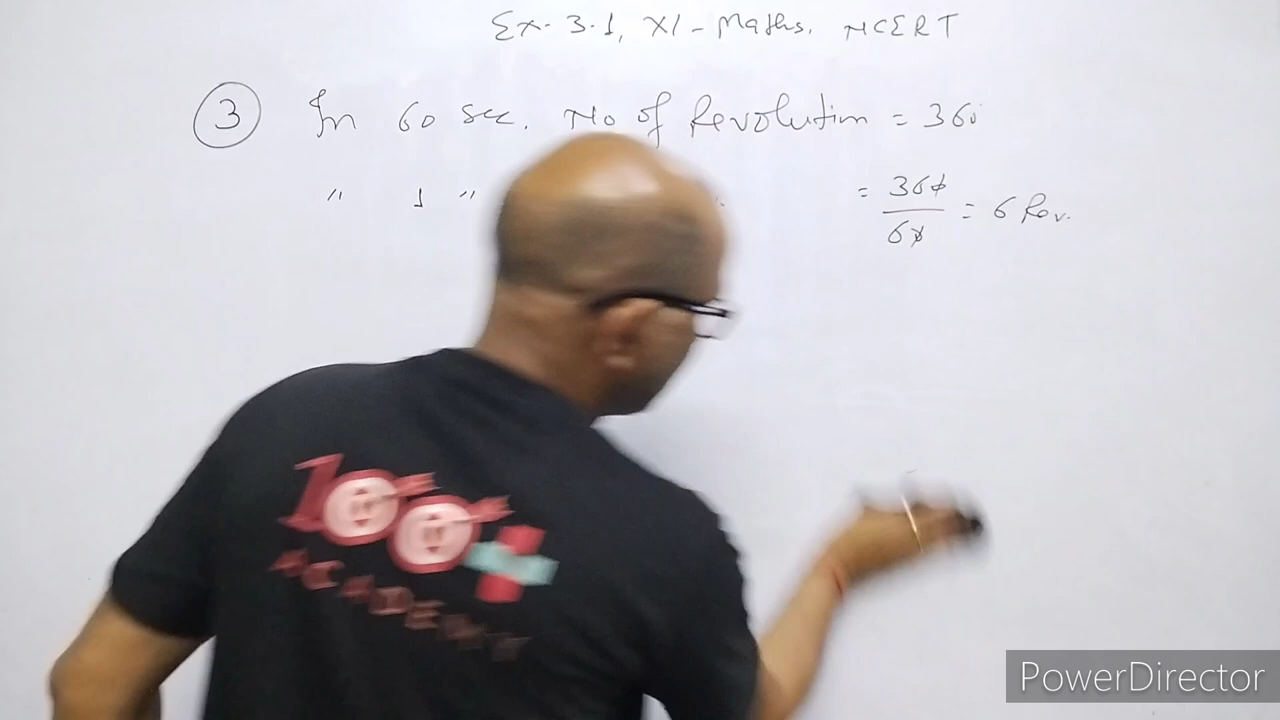 Ex. 3.1, XI - Maths. NCERT
3 In 60 sec. No of Revolution = 360
" 1 " = 360/60 = 6 Rev.
100%
ACADEMY
PowerDirector